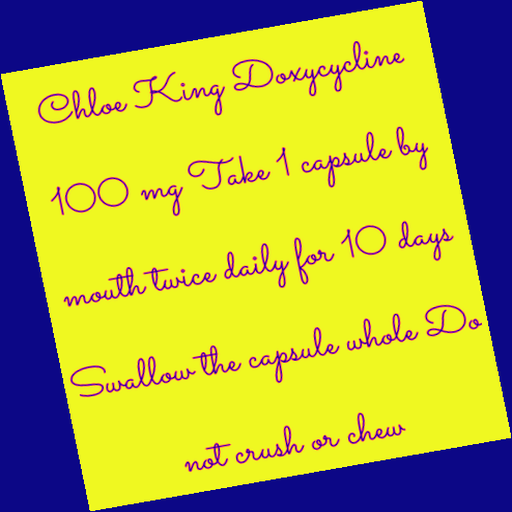 Chloe King Doxycycline
100 mg Take 1 capsule by
mouth twice daily for 10 days
Swallow the capsule whole Do
not crush or chew